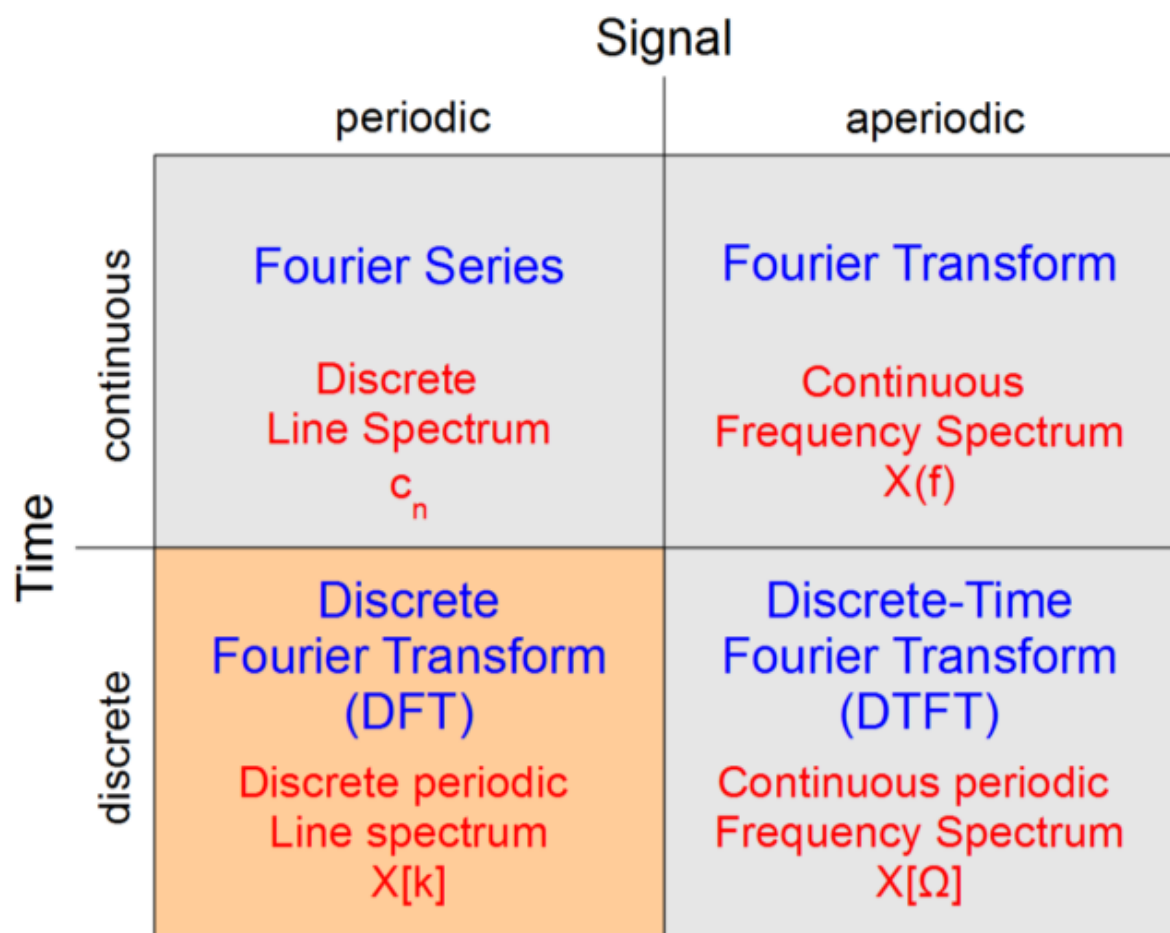 Signal
periodic
aperiodic
Time
continuous
Fourier Series
Discrete
Line Spectrum
cₙ
Fourier Transform
Continuous
Frequency Spectrum
X(f)
discrete
Discrete
Fourier Transform
(DFT)
Discrete periodic
Line spectrum
X[k]
Discrete-Time
Fourier Transform
(DTFT)
Continuous periodic
Frequency Spectrum
X[Ω]